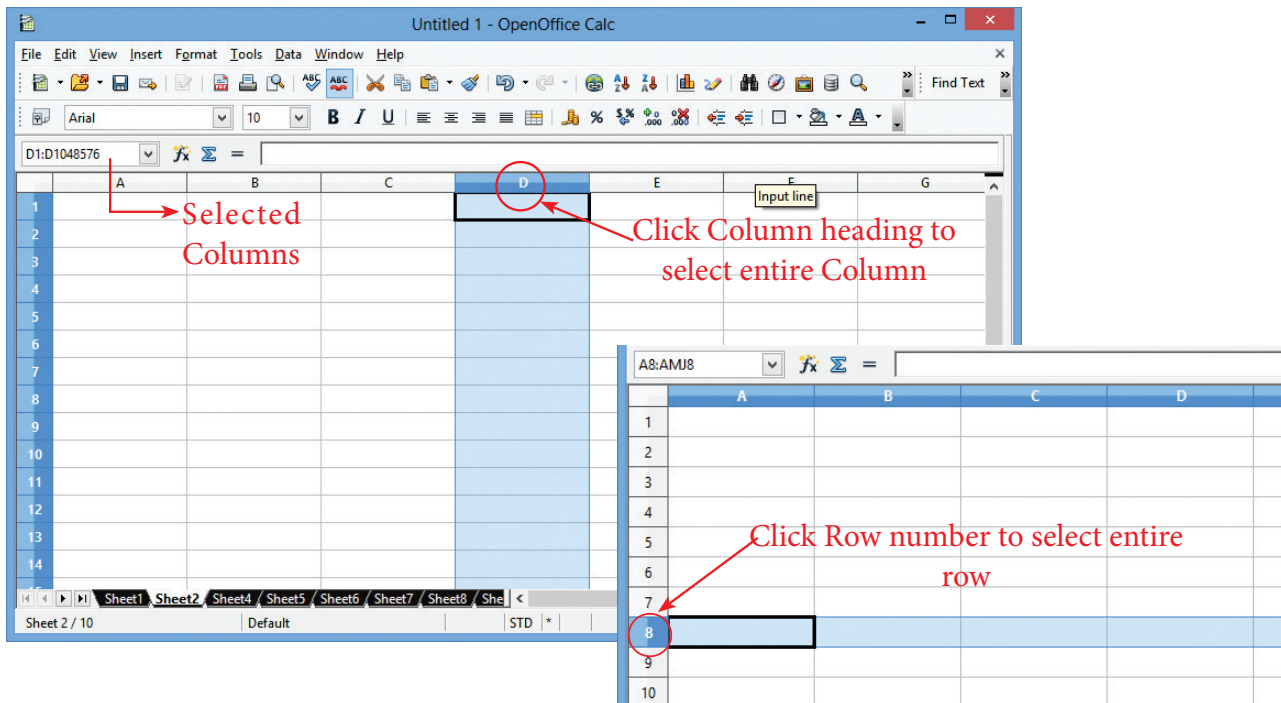 Untitled 1 - OpenOffice Calc
File Edit View Insert Format Tools Data Window Help
Find Text
Arial 10
D1:D1048576
A B C D E F G
Input line
1
2
3
4
5
6
7
8
9
10
11
12
13
14
Selected
Columns
Click Column heading to
select entire Column
Sheet1 Sheet2 Sheet4 Sheet5 Sheet6 Sheet7 Sheet8 She
Sheet 2 / 10 Default STD *
A8:AMJ8
A B C D
1
2
3
4
5
6
7
8
9
10
Click Row number to select entire
row